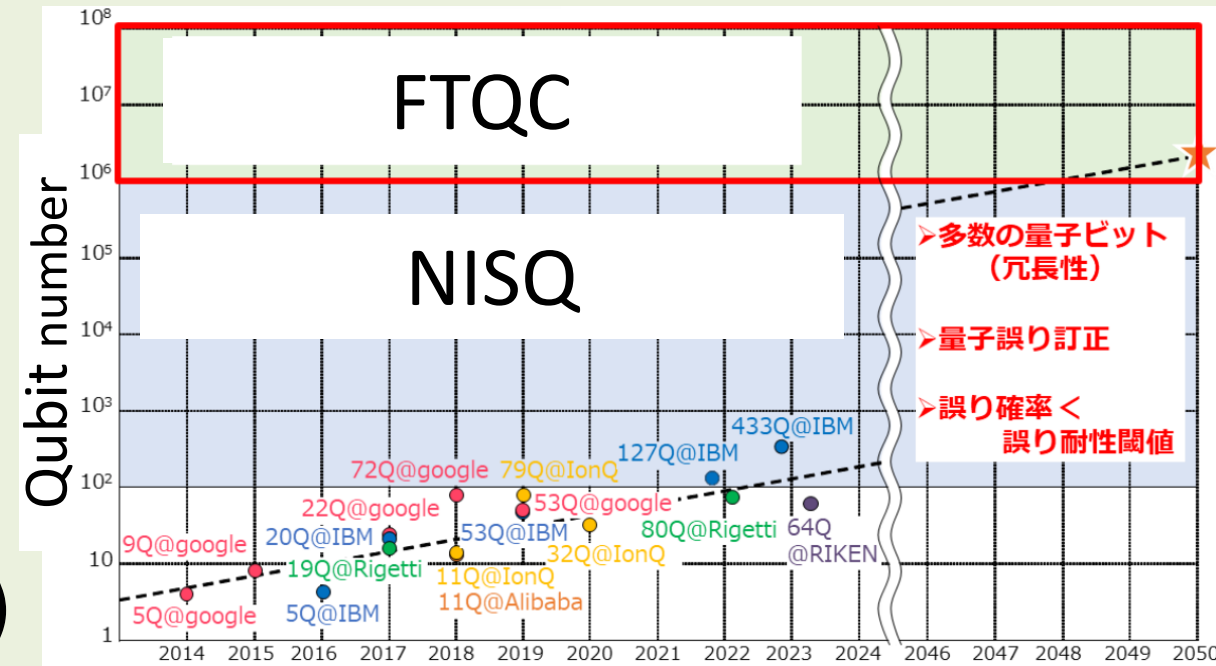 10⁸
FTQC
10⁷
10⁶
Qubit number
NISQ
10⁵
10⁴
10³
10²
10
1
➢多数の量子ビット
(冗長性)
➢量子誤り訂正
➢誤り確率<
誤り耐性閾値
433Q@IBM
127Q@IBM
72Q@google
79Q@IonQ
22Q@google
53Q@google
9Q@google
20Q@IBM
53Q@IBM
80Q@Rigetti
64Q
@RIKEN
32Q@IonQ
19Q@Rigetti
11Q@IonQ
11Q@Alibaba
5Q@google
5Q@IBM
2014 2015 2016 2017 2018 2019 2020 2021 2022 2023 2024 2046 2047 2048 2049 2050